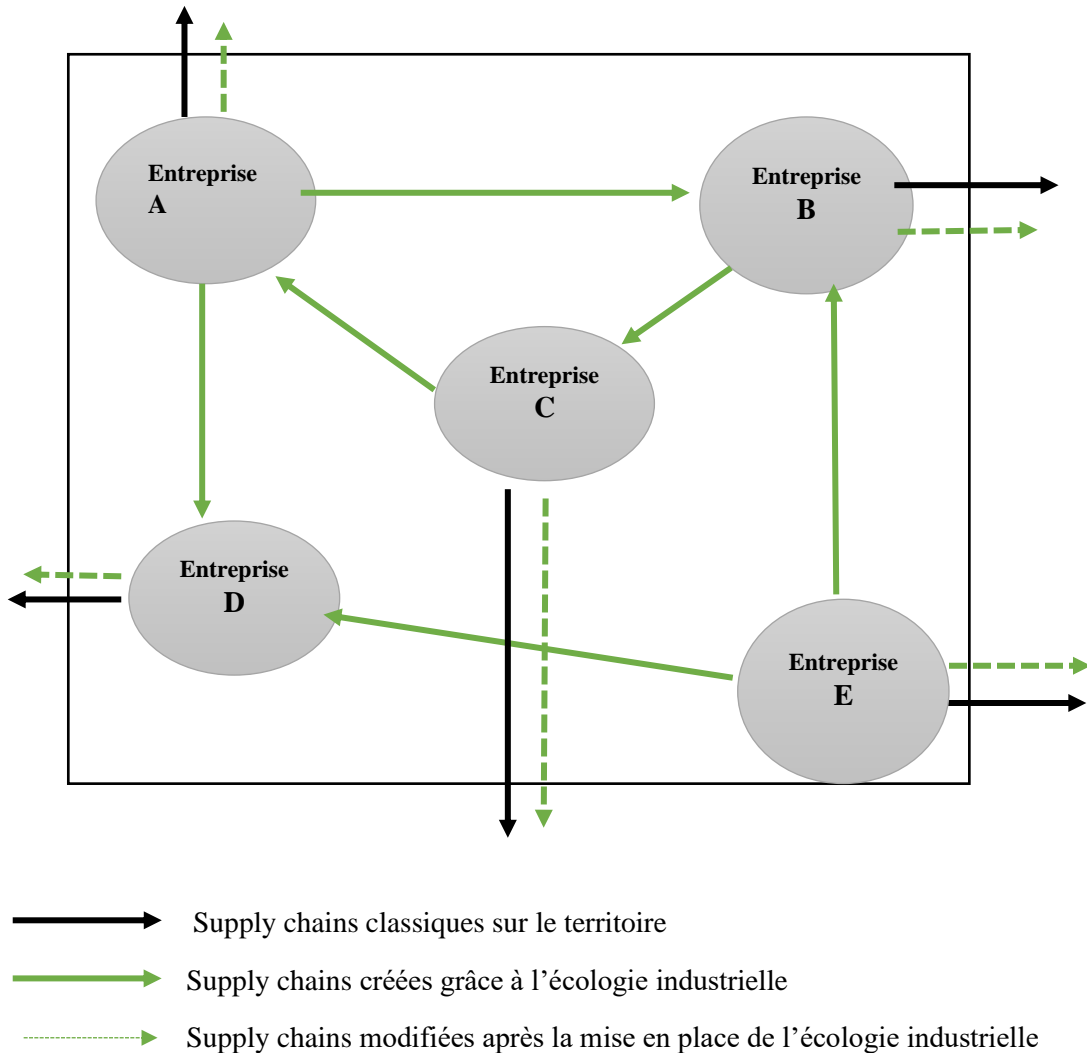 Entreprise
A
Entreprise
B
Entreprise
C
Entreprise
D
Entreprise
E
Supply chains classiques sur le territoire
Supply chains créées grâce à l’écologie industrielle
Supply chains modifiées après la mise en place de l’écologie industrielle